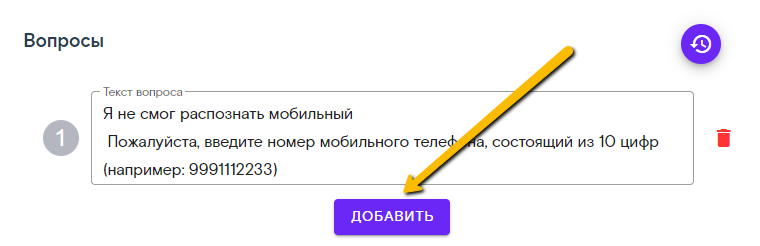 Вопросы
Текст вопроса
1
Я не смог распознать мобильный
Пожалуйста, введите номер мобильного телефона, состоящий из 10 цифр
(например: 9991112233)
ДОБАВИТЬ